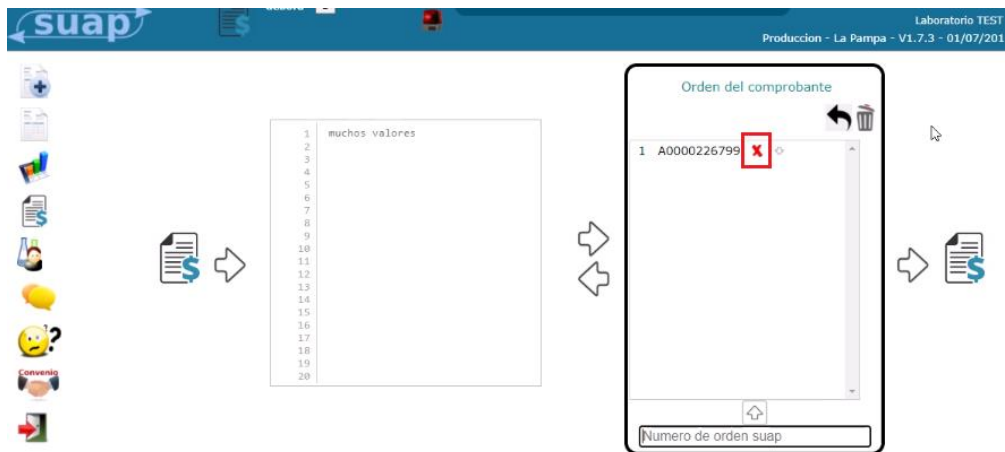 suap
Laboratorio TEST
Produccion - La Pampa - V1.7.3 - 01/07/201
Orden del comprobante
1 muchos valores
2
3
4
5
6
7
8
9
10
11
12
13
14
15
16
17
18
19
20
1 A0000226799 X
$
$
$
?
Convenio
Numero de orden suap